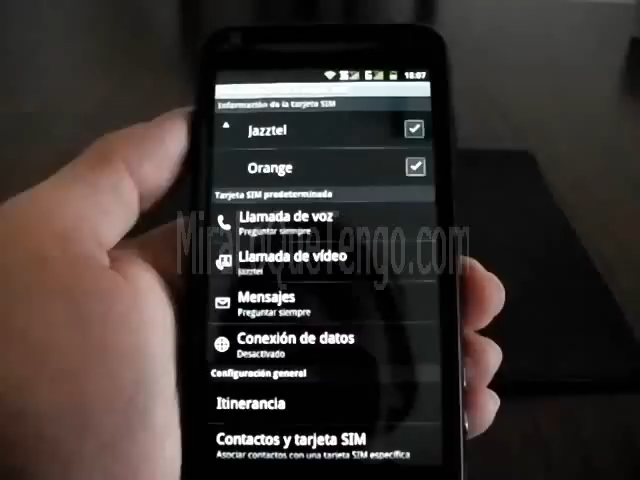 16:07
Información de la tarjeta SIM
Jazztel
Orange
Tarjeta SIM predeterminada
Llamada de voz
Preguntar siempre
MiraLoQueTengo.com
Llamada de vídeo
Jazztel
Mensajes
Preguntar siempre
Conexión de datos
Desactivado
Configuración general
Itinerancia
Contactos y tarjeta SIM
Asociar contactos con una tarjeta SIM específica